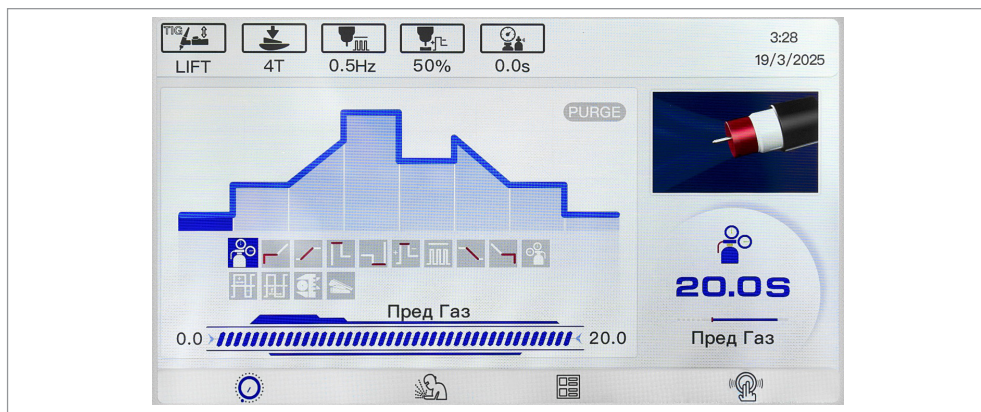 TIG
LIFT 4T 0.5Hz 50% 0.0s
3:28
19/3/2025
PURGE
Пред Газ
0.0 20.0
20.0S
Пред Газ